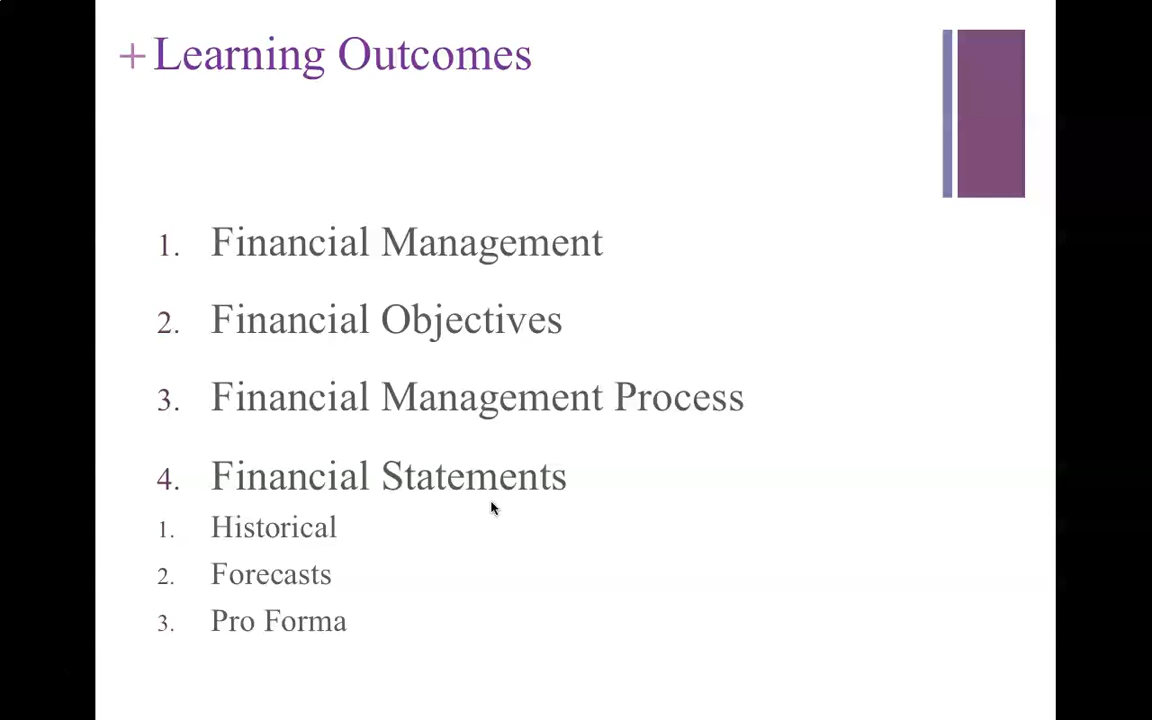 + Learning Outcomes
1. Financial Management
2. Financial Objectives
3. Financial Management Process
4. Financial Statements
1. Historical
2. Forecasts
3. Pro Forma